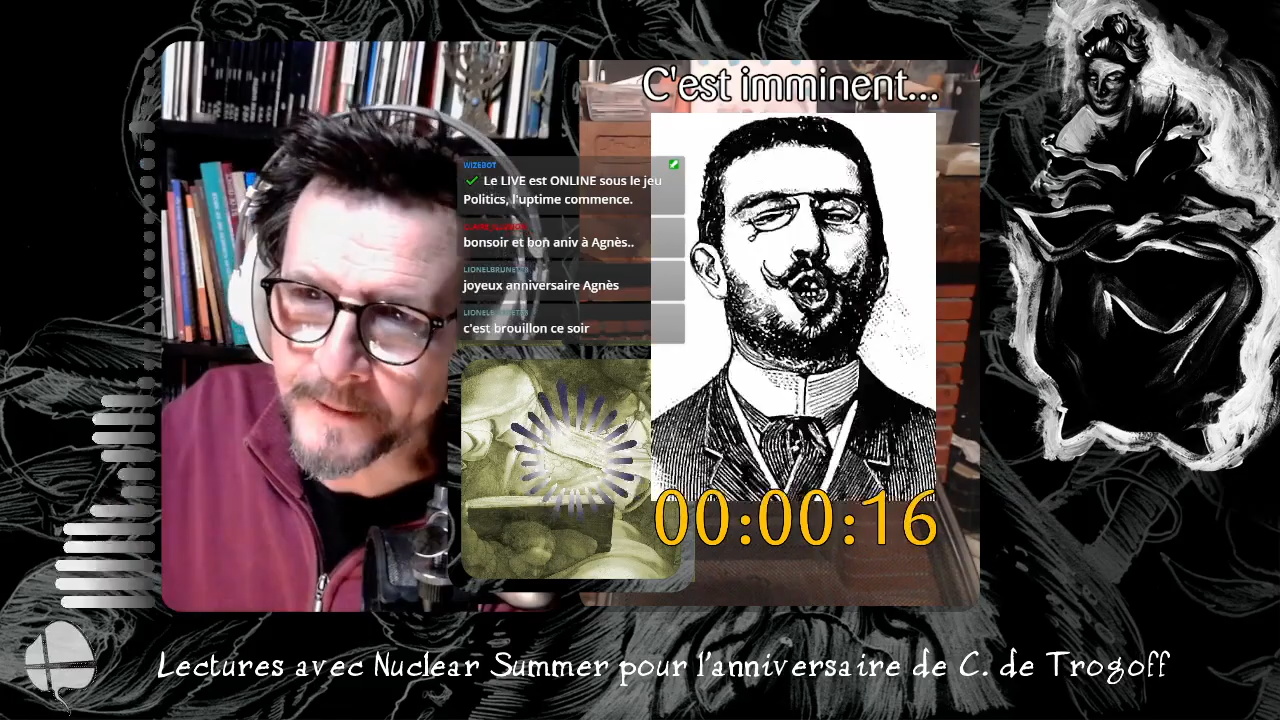 C'est imminent...
WIZEBOT
Le LIVE est ONLINE sous le jeu
Politics, l'uptime commence.
bonsoir et bon aniv à Agnès..
joyeux anniversaire Agnès
c'est brouillon ce soir
00:00:16
Lectures avec Nuclear Summer pour l'anniversaire de C. de Trogoff